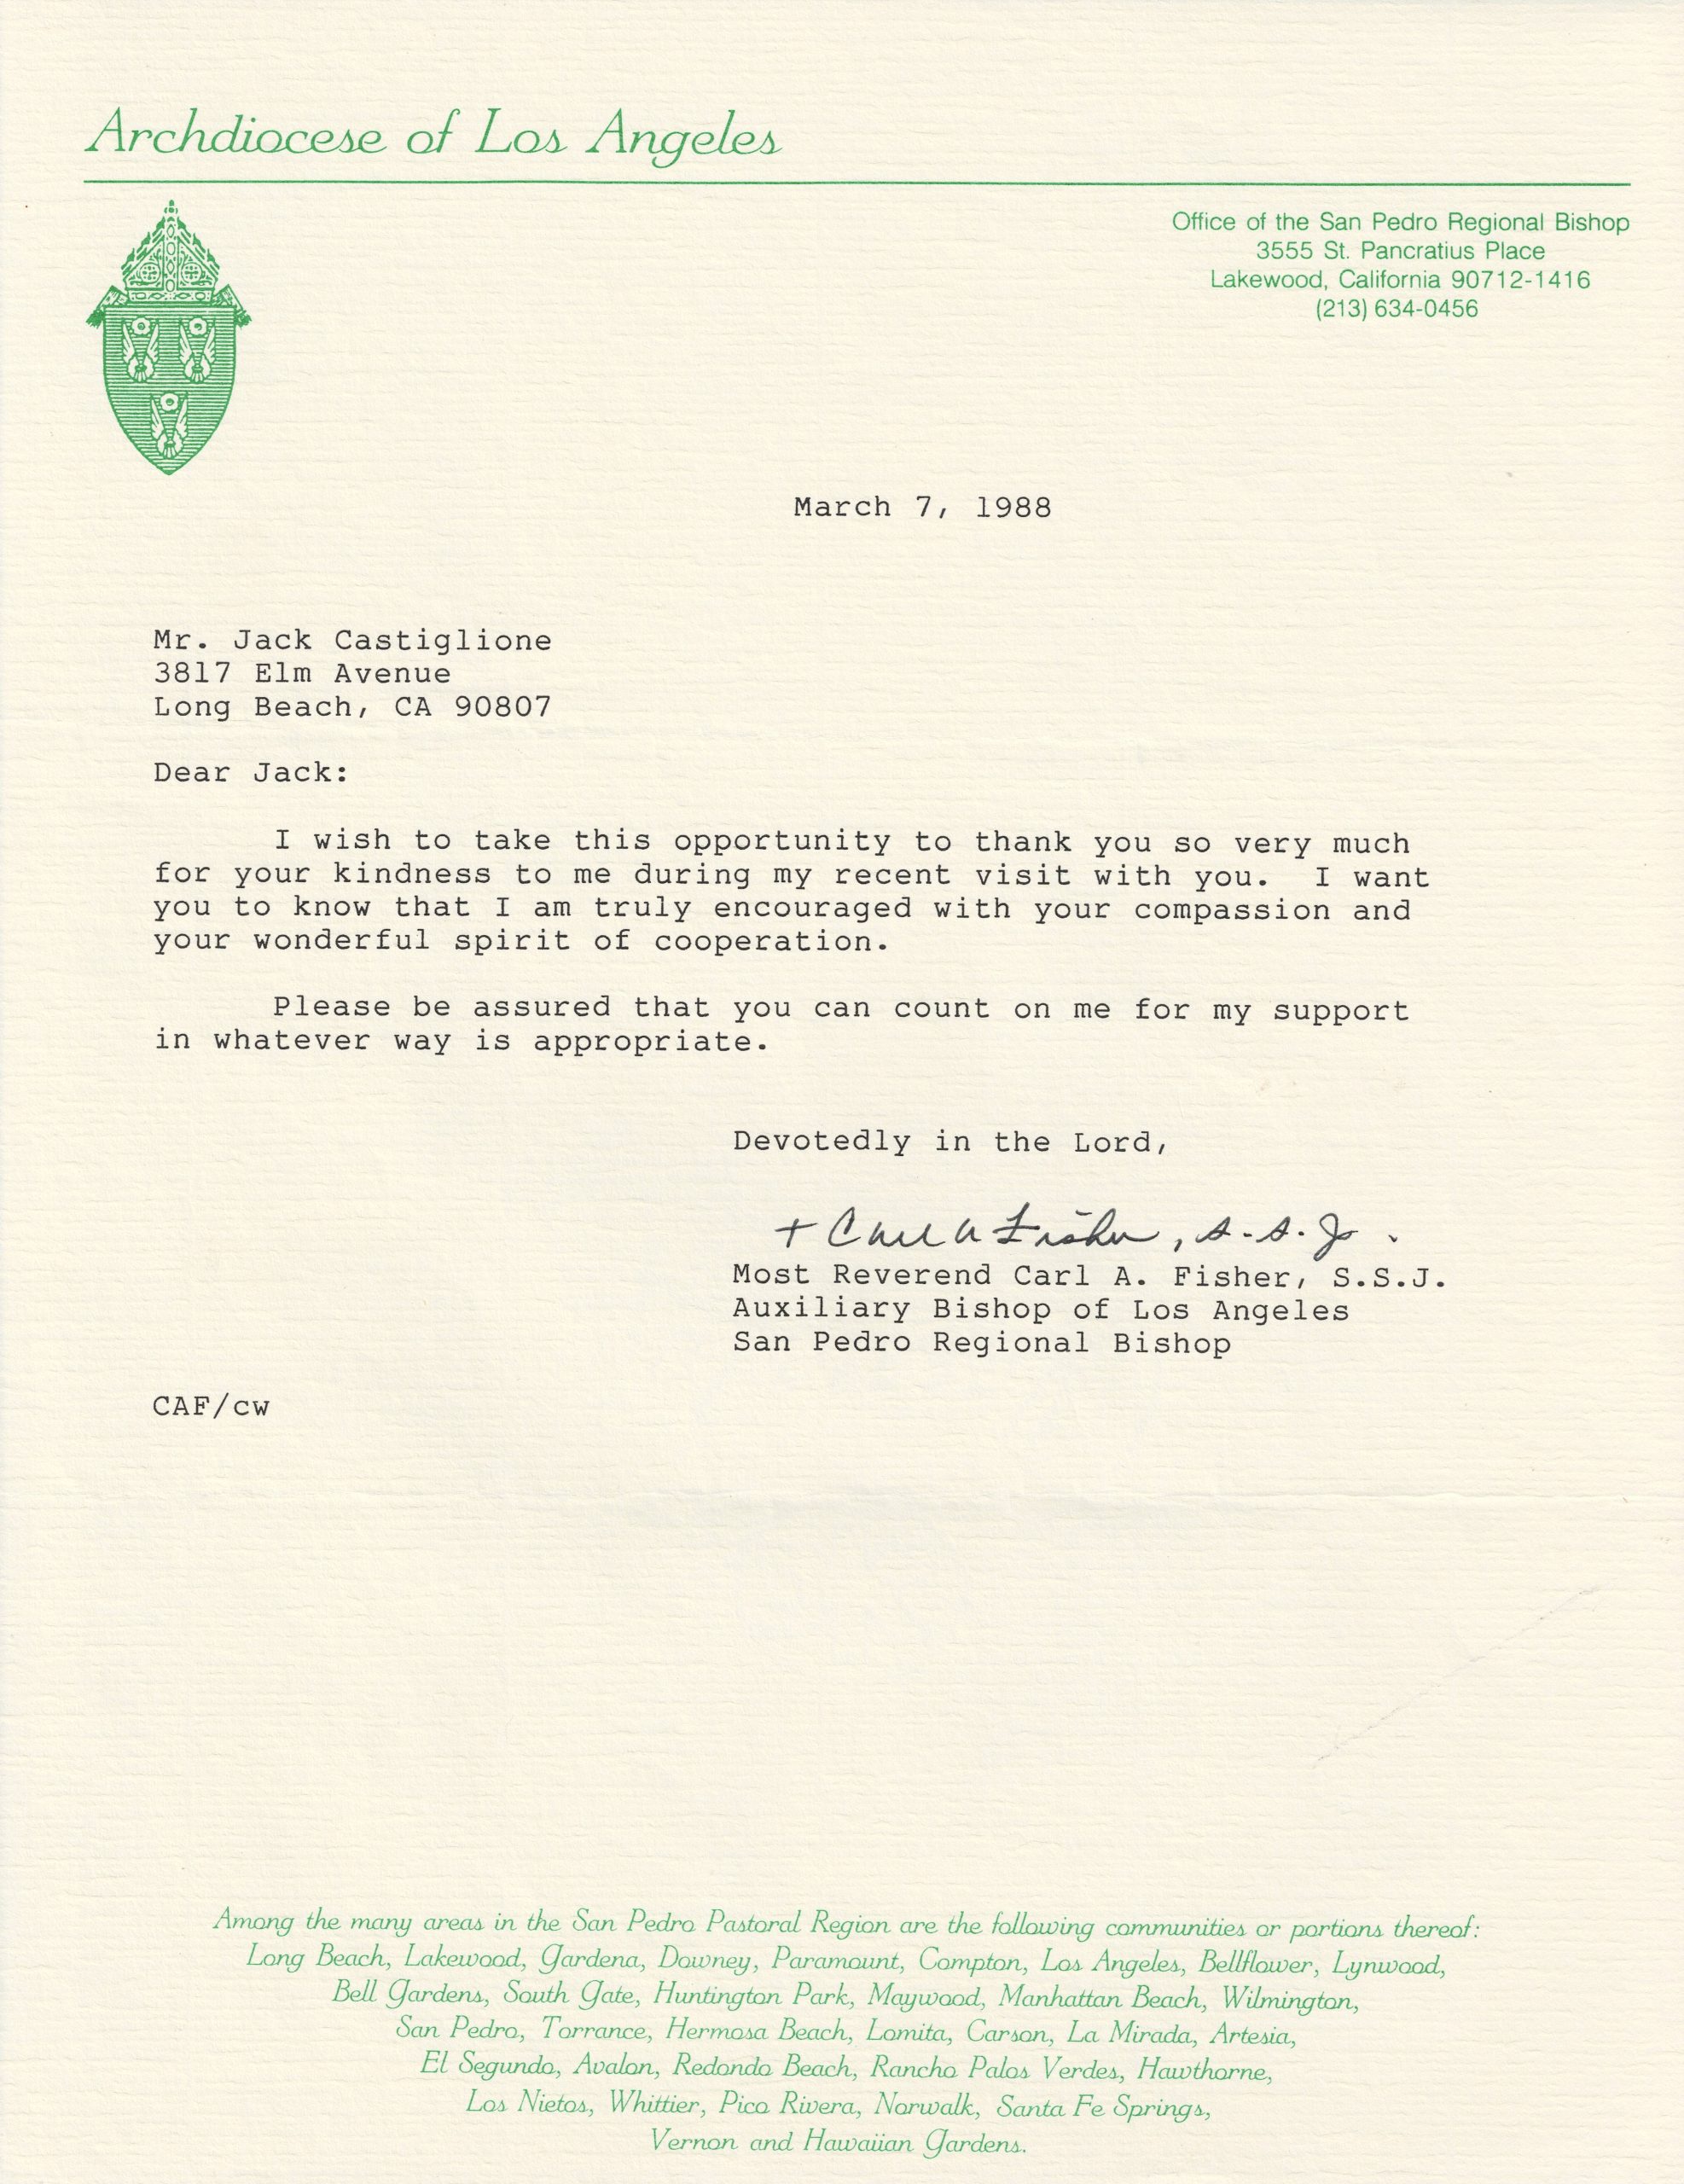 Archdiocese of Los Angeles
Office of the San Pedro Regional Bishop
3555 St. Pancratius Place
Lakewood, California 90712-1416
(213) 634-0456
March 7, 1988
Mr. Jack Castiglione
3817 Elm Avenue
Long Beach, CA 90807
Dear Jack:
I wish to take this opportunity to thank you so very much
for your kindness to me during my recent visit with you.  I want
you to know that I am truly encouraged with your compassion and
your wonderful spirit of cooperation.
Please be assured that you can count on me for my support
in whatever way is appropriate.
Devotedly in the Lord,
+ Carl A Fisher, s.s.J.
Most Reverend Carl A. Fisher, S.S.J.
Auxiliary Bishop of Los Angeles
San Pedro Regional Bishop
CAF/cw
Among the many areas in the San Pedro Pastoral Region are the following communities or portions thereof:
Long Beach, Lakewood, Gardena, Downey, Paramount, Compton, Los Angeles, Bellflower, Lynwood,
Bell Gardens, South Gate, Huntington Park, Maywood, Manhattan Beach, Wilmington,
San Pedro, Torrance, Hermosa Beach, Lomita, Carson, La Mirada, Artesia,
El Segundo, Avalon, Redondo Beach, Rancho Palos Verdes, Hawthorne,
Los Nietos, Whittier, Pico Rivera, Norwalk, Santa Fe Springs,
Vernon and Hawaiian Gardens.